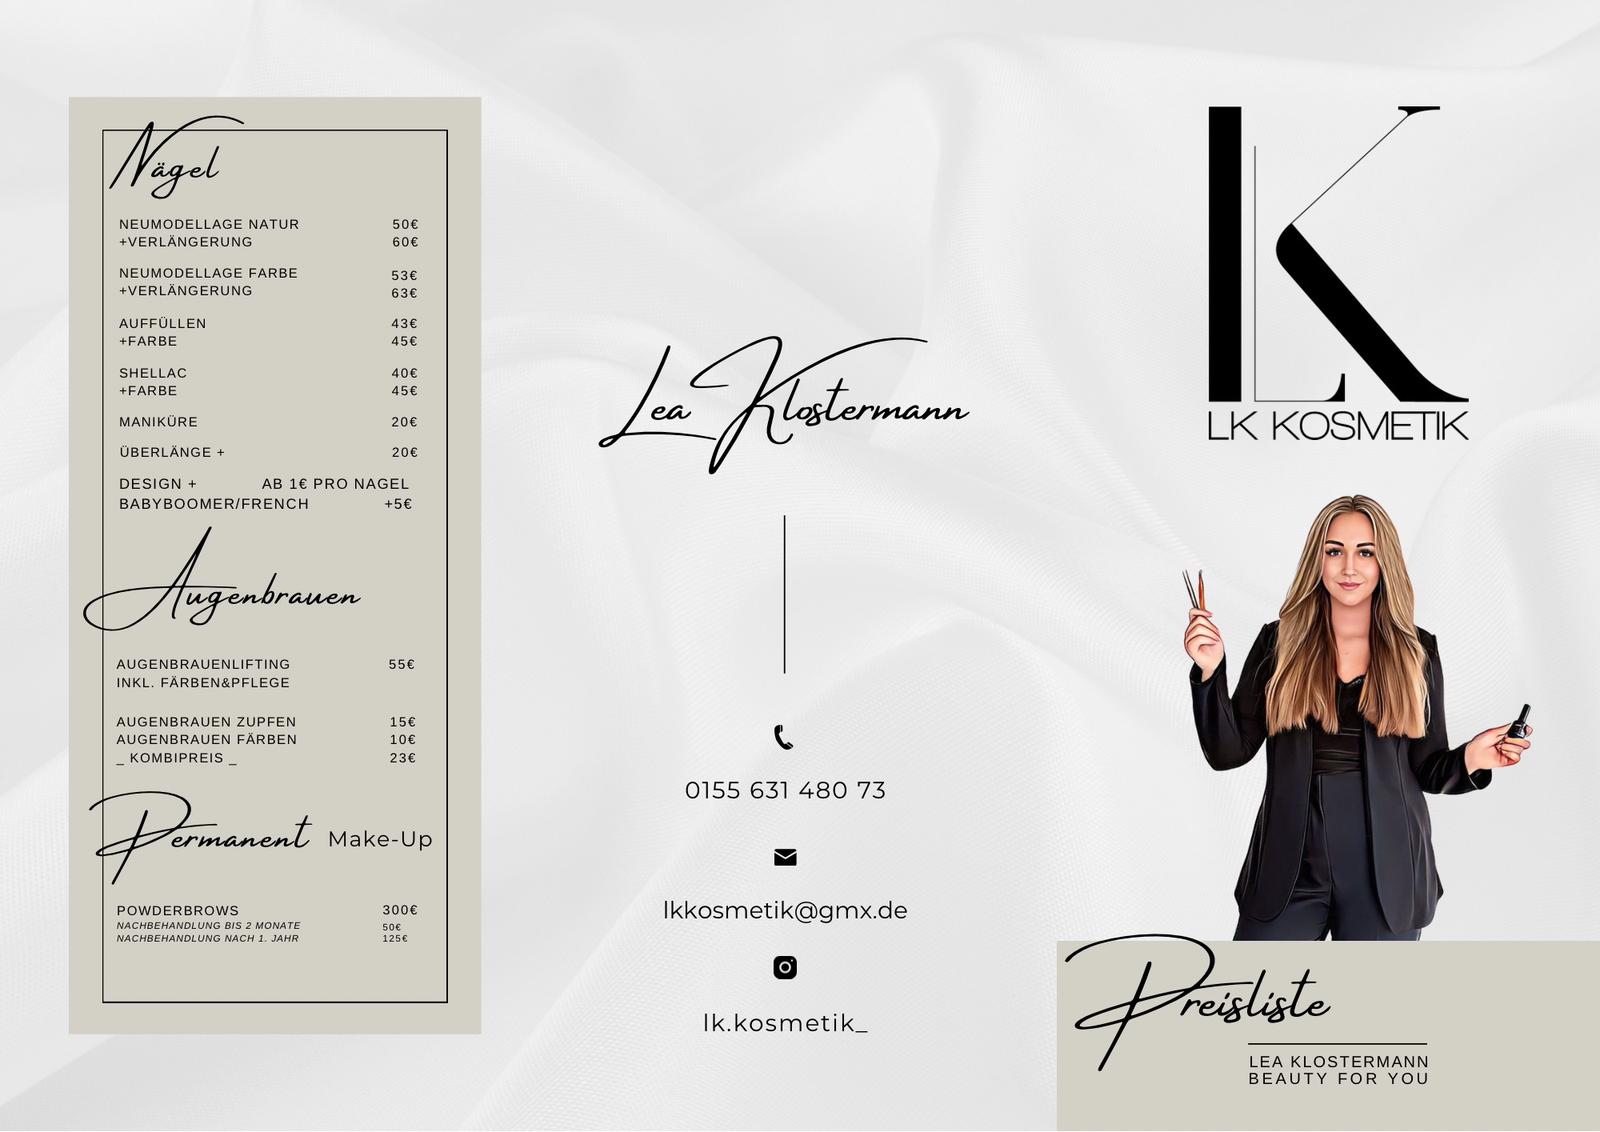 Nägel
NEUMODELLAGE NATUR 50€
+VERLÄNGERUNG 60€
NEUMODELLAGE FARBE 53€
+VERLÄNGERUNG 63€
AUFFÜLLEN 43€
+FARBE 45€
SHELLAC 40€
+FARBE 45€
MANIKÜRE 20€
ÜBERLÄNGE + 20€
DESIGN + AB 1€ PRO NAGEL
BABYBOOMER/FRENCH +5€
Augenbrauen
AUGENBRAUENLIFTING 55€
INKL. FÄRBEN&PFLEGE
AUGENBRAUEN ZUPFEN 15€
AUGENBRAUEN FÄRBEN 10€
_ KOMBIPREIS _ 23€
Permanent Make-Up
POWDERBROWS 300€
NACHBEHANDLUNG BIS 2 MONATE 50€
NACHBEHANDLUNG NACH 1. JAHR 125€
Lea Klostermann
0155 631 480 73
lkkosmetik@gmx.de
lk.kosmetik_
LK
LK KOSMETIK
Preisliste
LEA KLOSTERMANN
BEAUTY FOR YOU